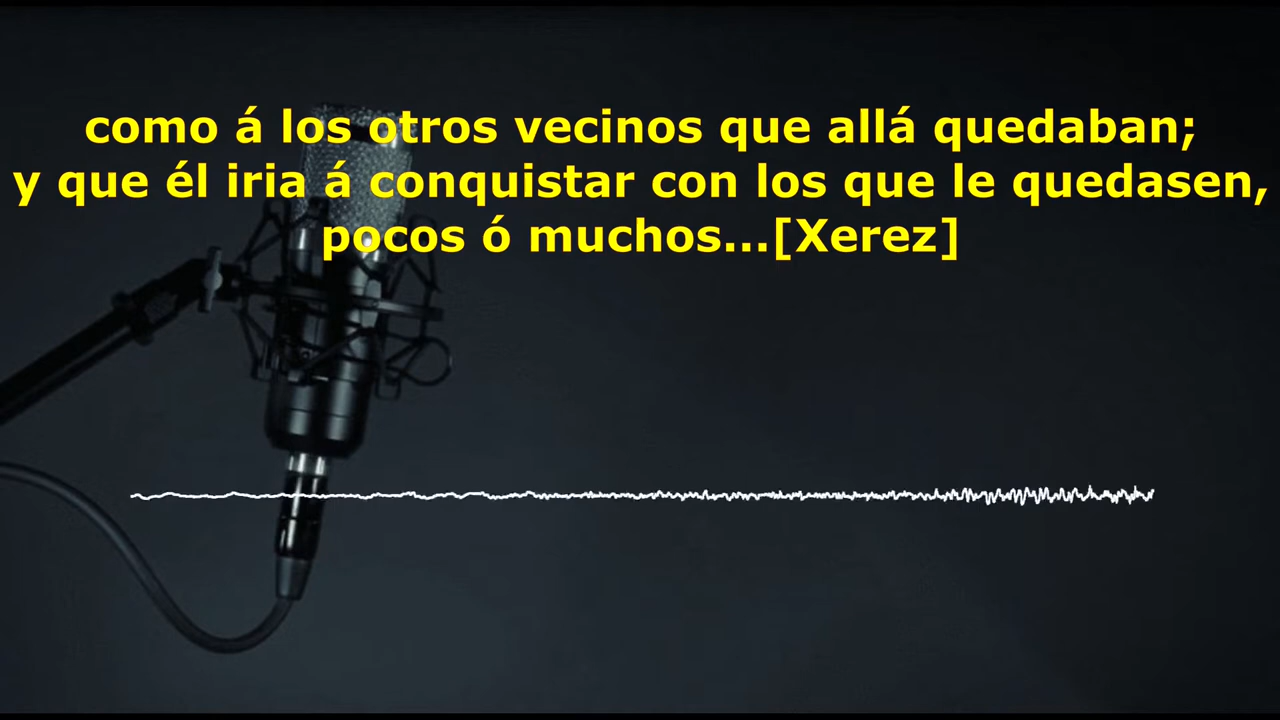 como á los otros vecinos que allá quedaban;
y que él iria á conquistar con los que le quedasen,
pocos ó muchos...[Xerez]